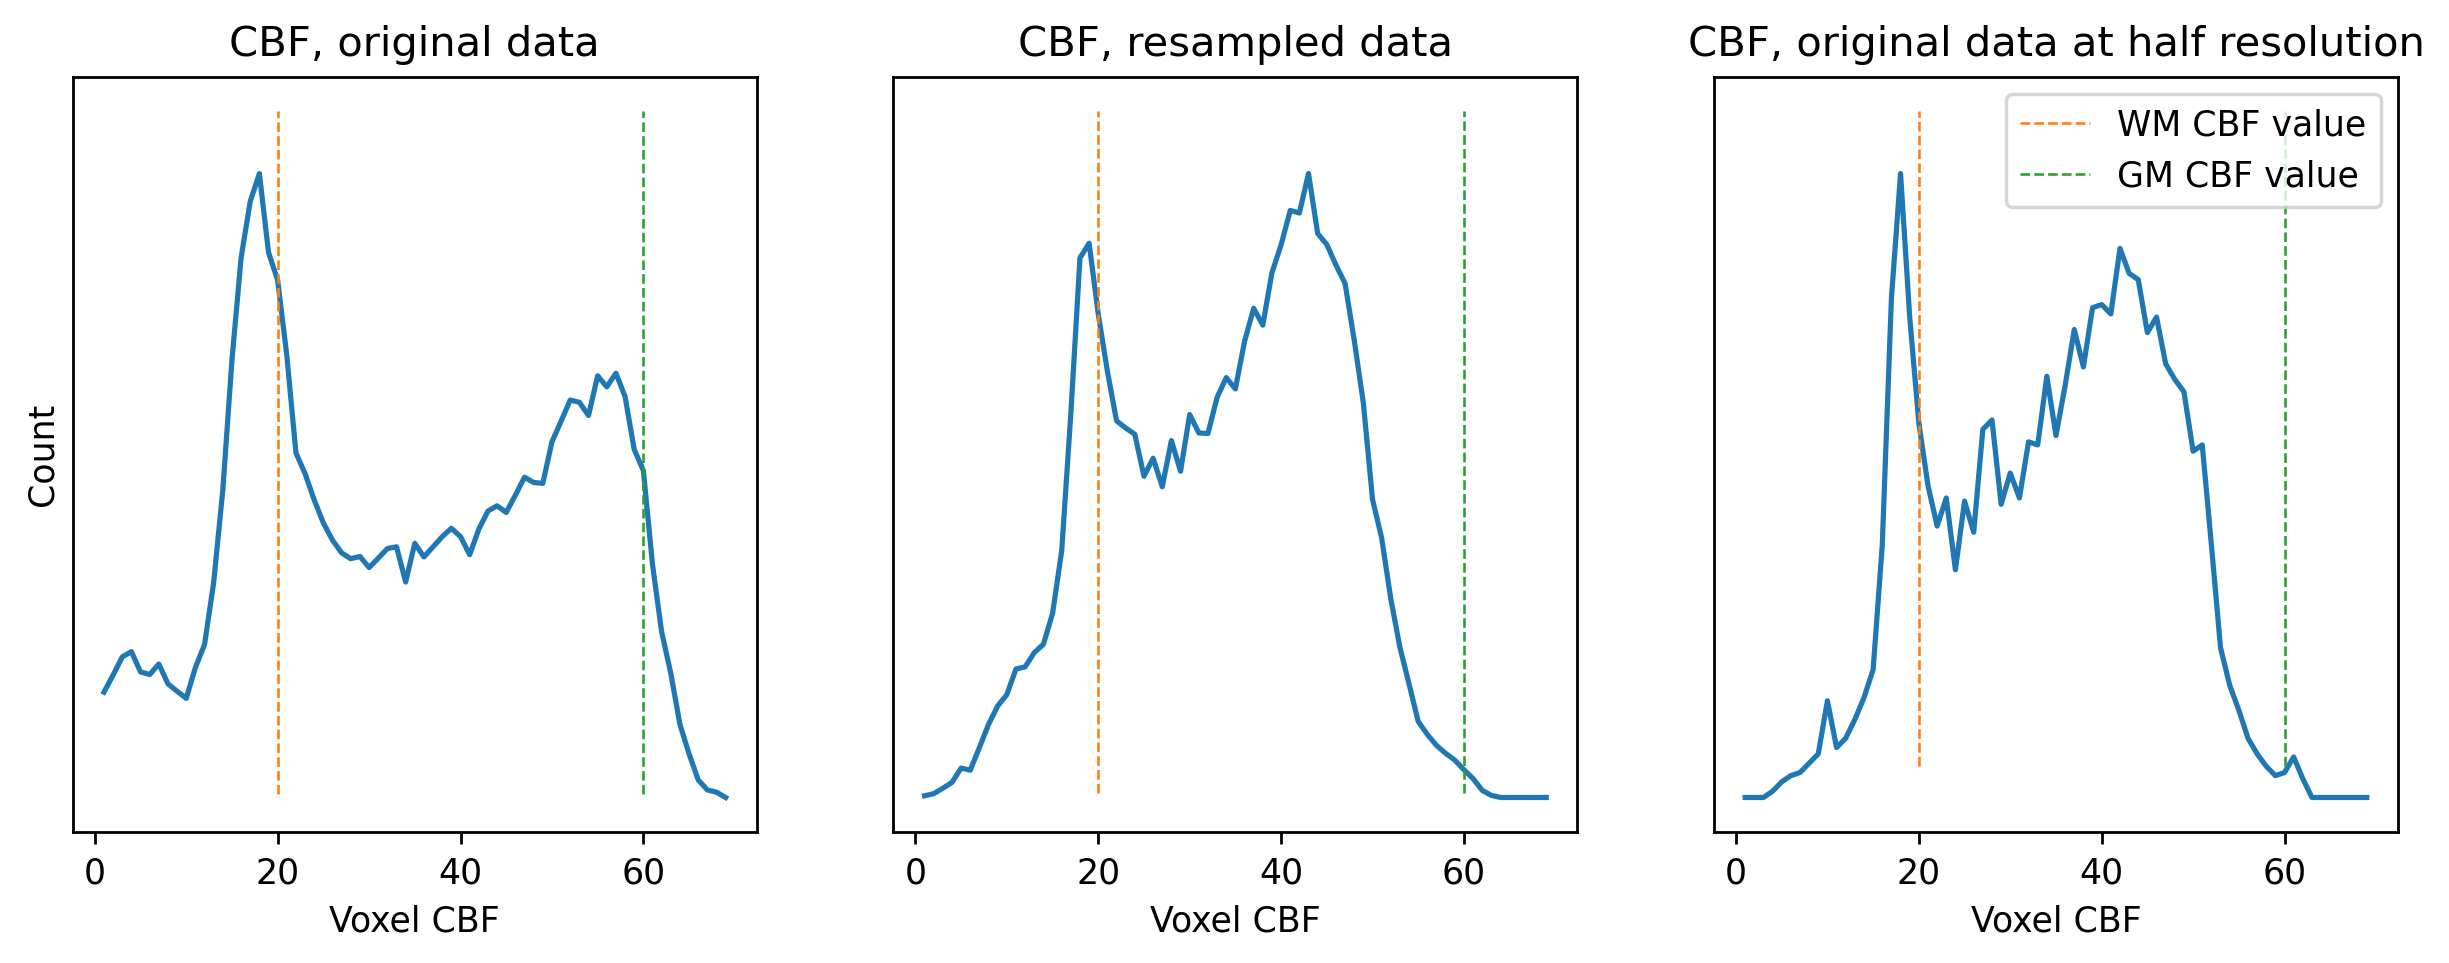 CBF, original data
CBF, resampled data
CBF, original data at half resolution
WM CBF value
GM CBF value
Count
0 20 40 60
0 20 40 60
0 20 40 60
Voxel CBF
Voxel CBF
Voxel CBF